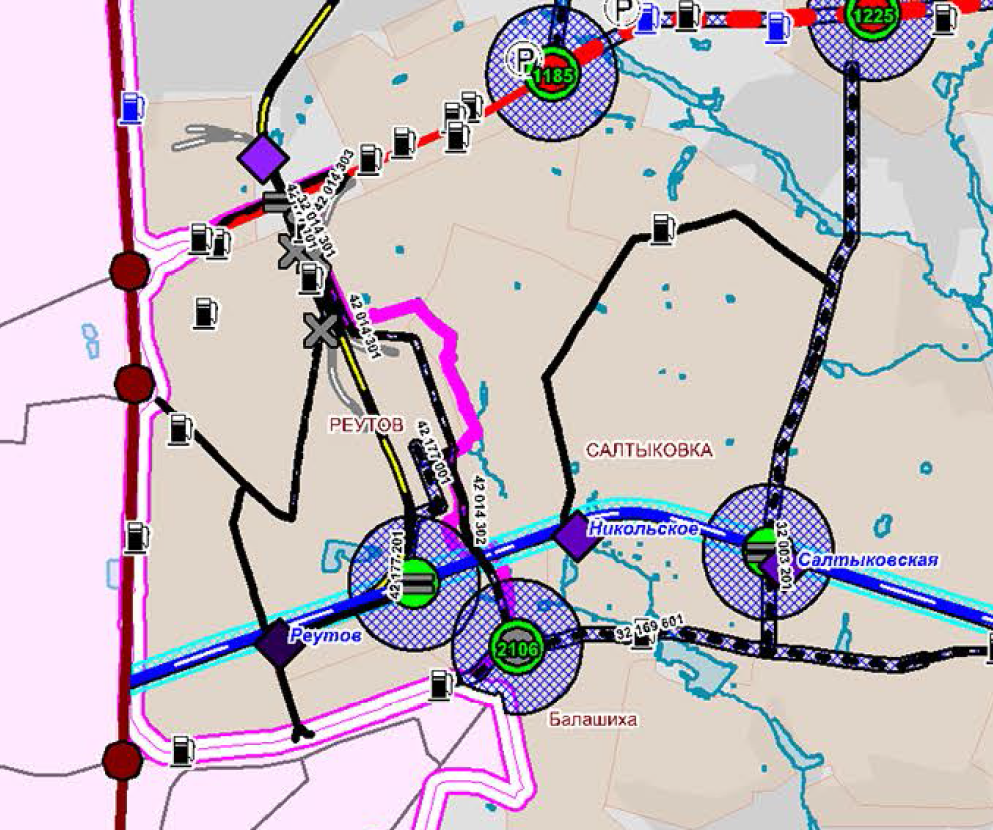 P
1225
P
1185
42 014 303
42 014 301
42 014 301
РЕУТОВ
САЛТЫКОВКА
42 177 001
42 014 302
Никольское
32 003 201
Салтыковская
42 177 201
Реутов
32 169 601
2106
Балашиха